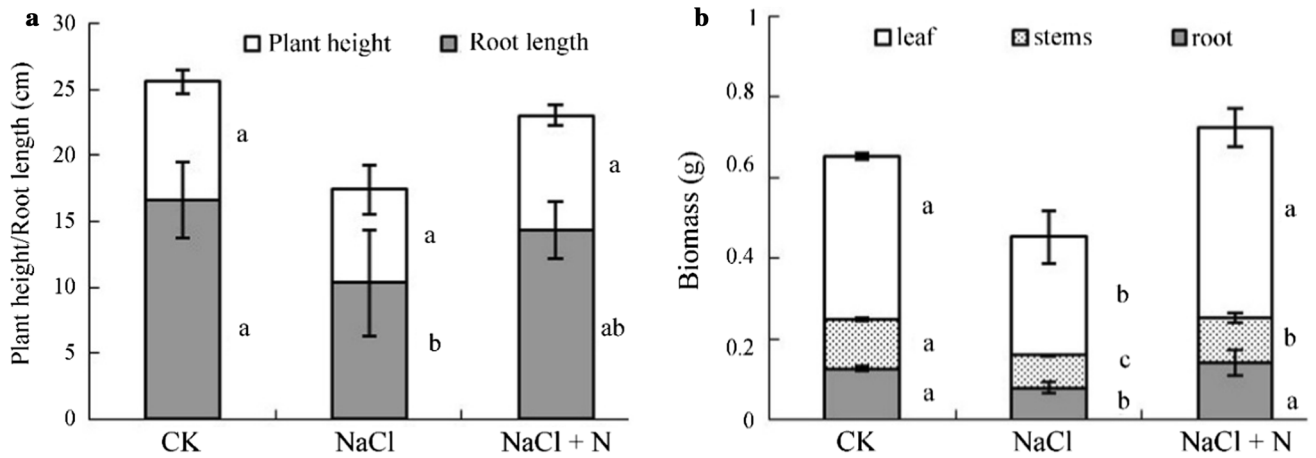 a
Plant height/Root length (cm)
30
25
20
15
10
5
0
Plant height
Root length
a
a
a
b
a
ab
CK
NaCl
NaCl + N
b
Biomass (g)
1
0.8
0.6
0.4
0.2
0
leaf
stems
root
a
a
a
b
c
b
a
b
a
CK
NaCl
NaCl + N